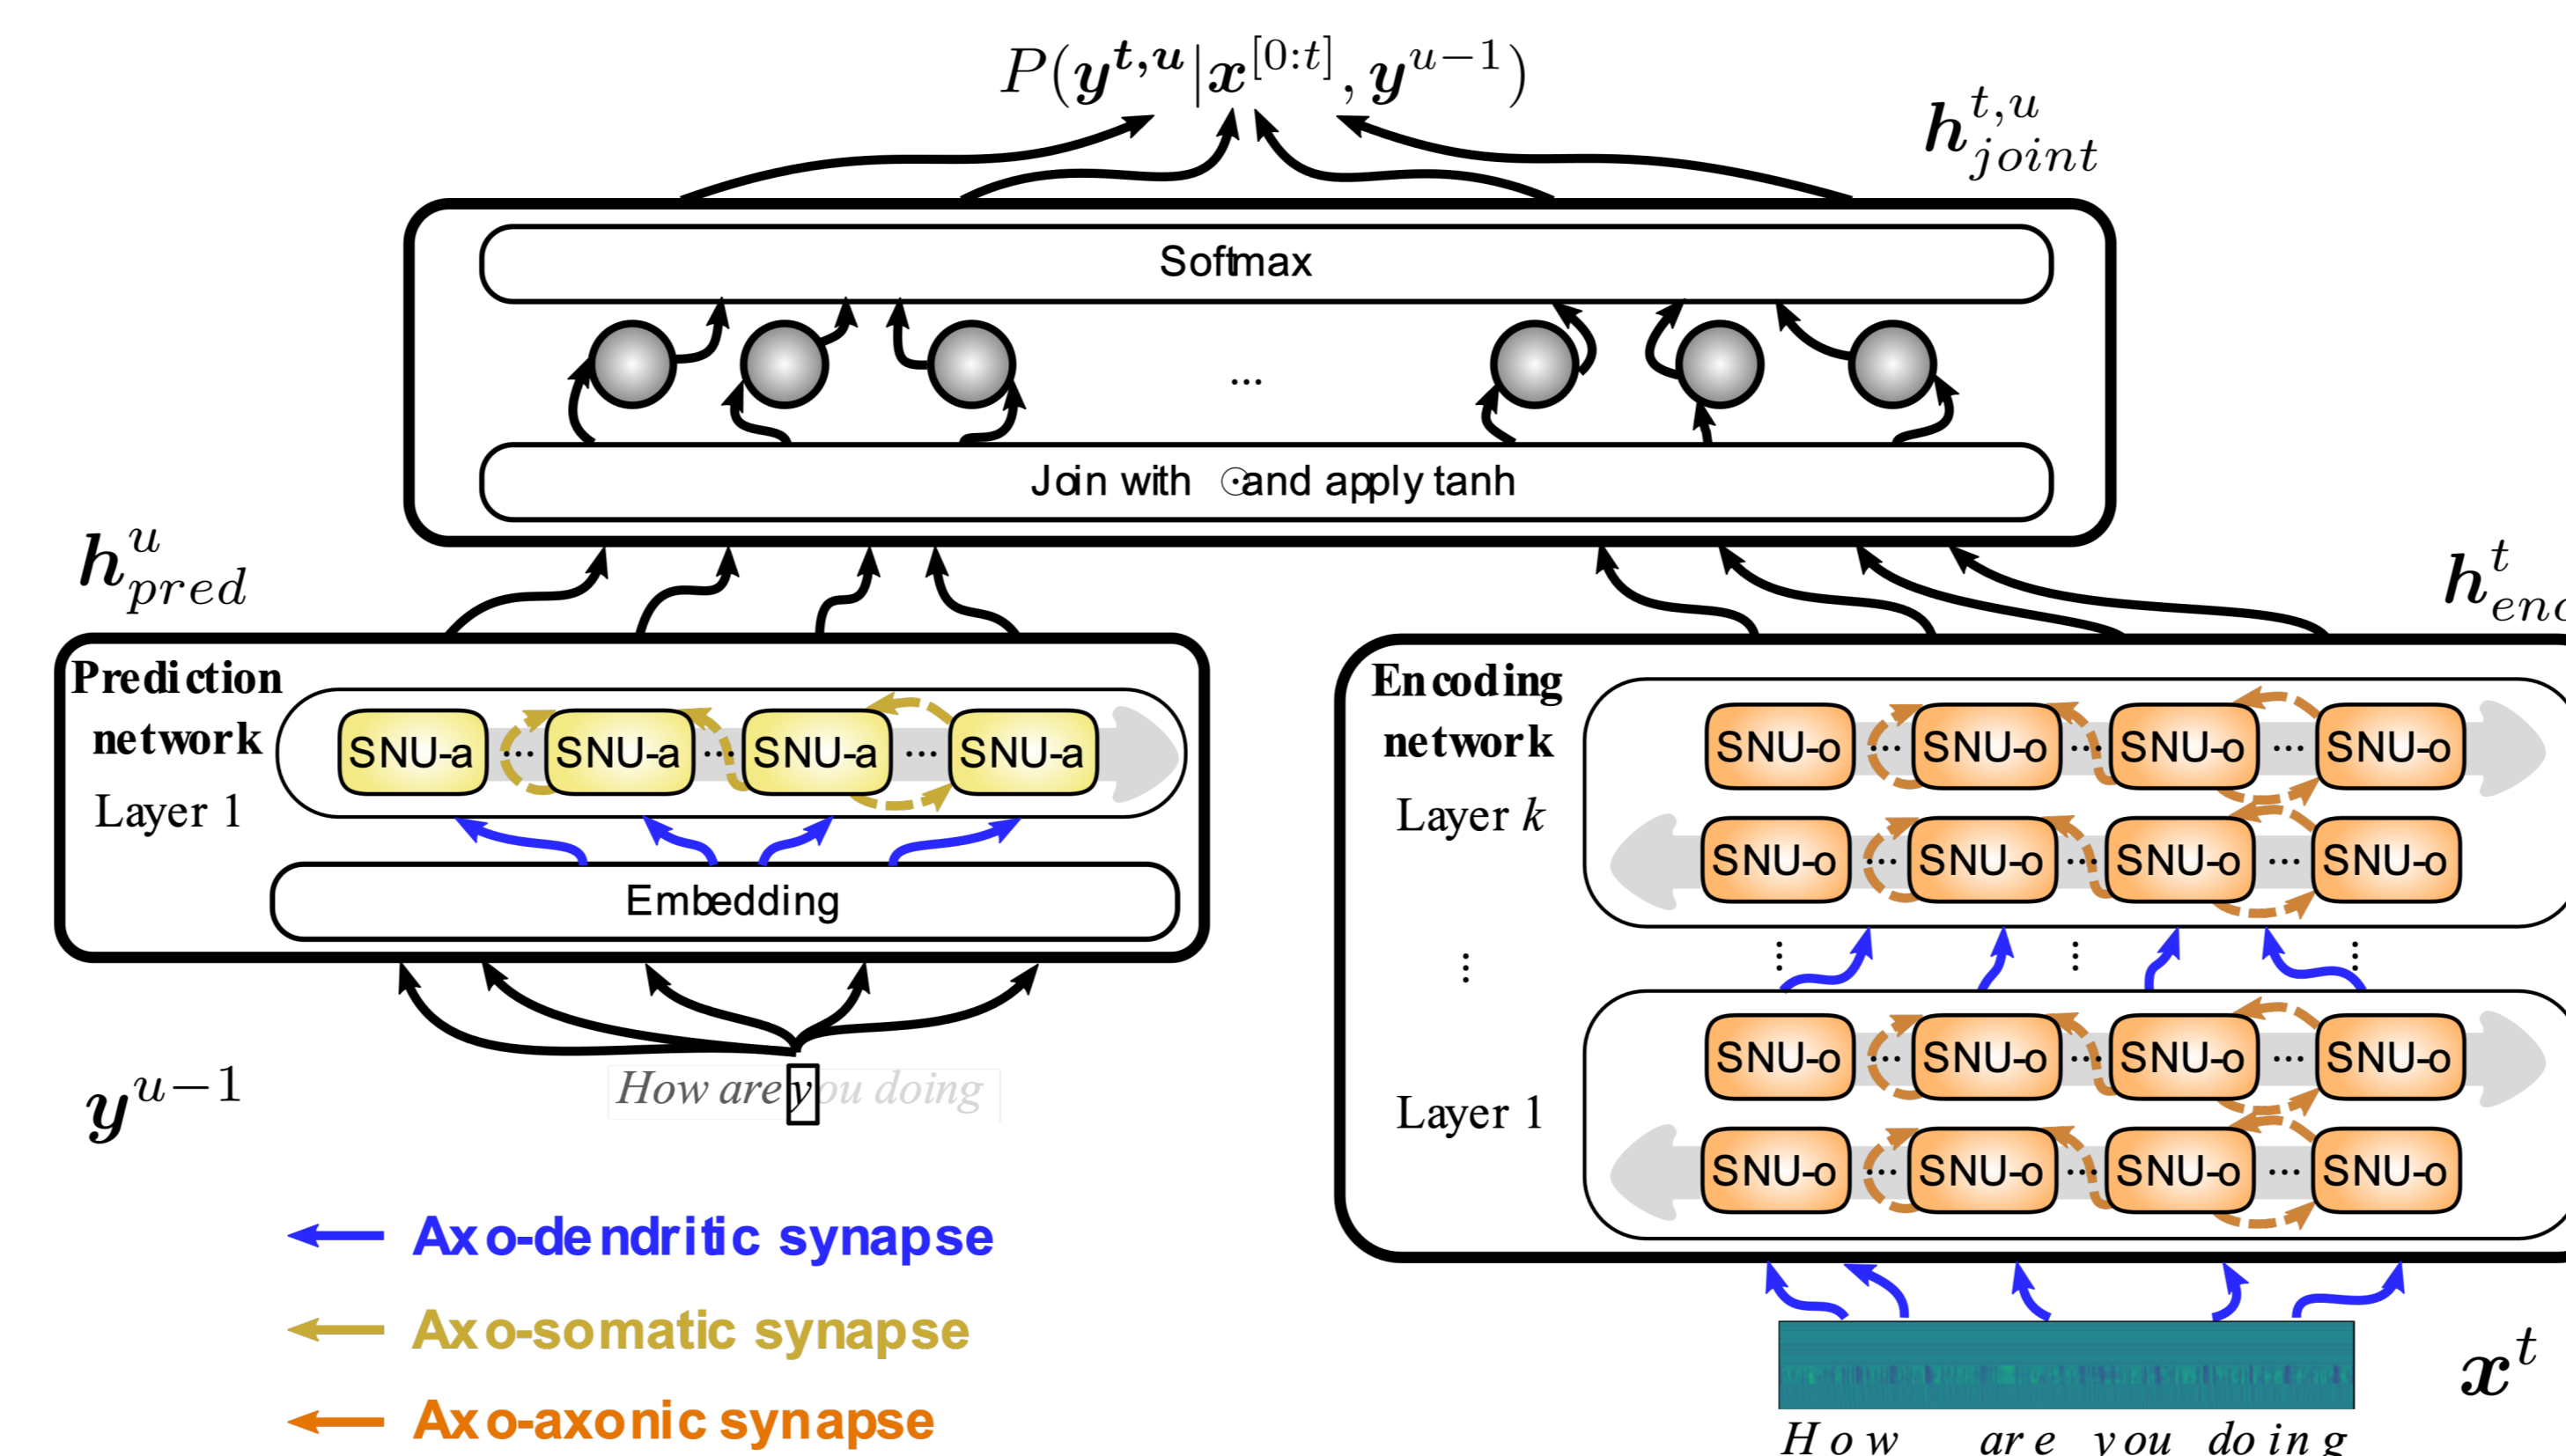 P(y^{t,u}|x^{[0:t]}, y^{u-1})
h^{t,u}_{joint}
Softmax
...
Join with ⊙ and apply tanh
h^u_{pred}
h^t_{enc}
Prediction
network
Layer 1
SNU-a ... SNU-a ... SNU-a ... SNU-a
Embedding
y^{u-1}
How are you doing
Encoding
network
Layer k
SNU-o ... SNU-o ... SNU-o ... SNU-o
SNU-o ... SNU-o ... SNU-o ... SNU-o
Layer 1
SNU-o ... SNU-o ... SNU-o ... SNU-o
SNU-o ... SNU-o ... SNU-o ... SNU-o
Axo-dendritic synapse
Axo-somatic synapse
Axo-axonic synapse
x^t
How are you doing